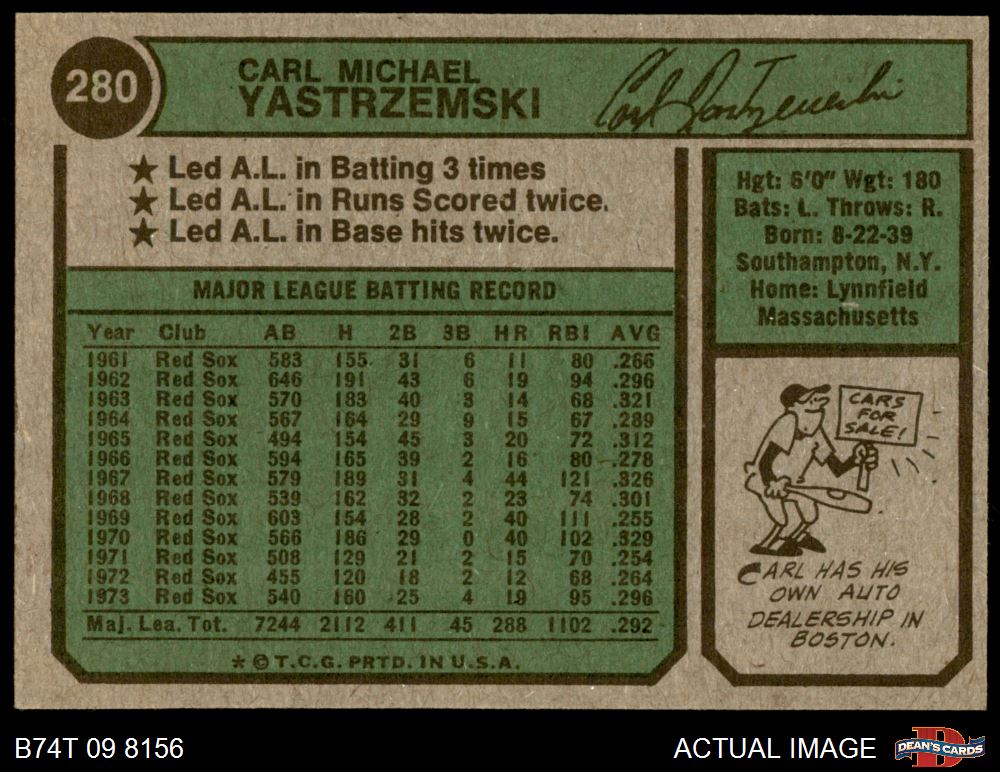 280
CARL MICHAEL
YASTRZEMSKI
Carl Yastrzemski
★ Led A.L. in Batting 3 times
★ Led A.L. in Runs Scored twice.
★ Led A.L. in Base hits twice.
Hgt: 6'0" Wgt: 180
Bats: L. Throws: R.
Born: 8-22-39
Southampton, N.Y.
Home: Lynnfield
Massachusetts
MAJOR LEAGUE BATTING RECORD
Year Club AB H 2B 3B HR RBI AVG
1961 Red Sox 583 155 31 6 11 80 .266
1962 Red Sox 646 191 43 6 19 94 .296
1963 Red Sox 570 183 40 3 14 68 .321
1964 Red Sox 567 164 29 9 15 67 .289
1965 Red Sox 494 154 45 3 20 72 .312
1966 Red Sox 594 165 39 2 16 80 .278
1967 Red Sox 579 189 31 4 44 121 .326
1968 Red Sox 539 162 32 2 23 74 .301
1969 Red Sox 603 154 28 2 40 111 .255
1970 Red Sox 566 186 29 0 40 102 .329
1971 Red Sox 508 129 21 2 15 70 .254
1972 Red Sox 455 120 18 2 12 68 .264
1973 Red Sox 540 160 25 4 19 95 .296
Maj. Lea. Tot. 7244 2112 411 45 288 1102 .292
* © T.C.G. PRTD. IN U.S.A.
CARS
FOR
SALE!
CARL HAS HIS
OWN AUTO
DEALERSHIP IN
BOSTON.
B74T 09 8156
ACTUAL IMAGE
D
DEAN'S CARDS